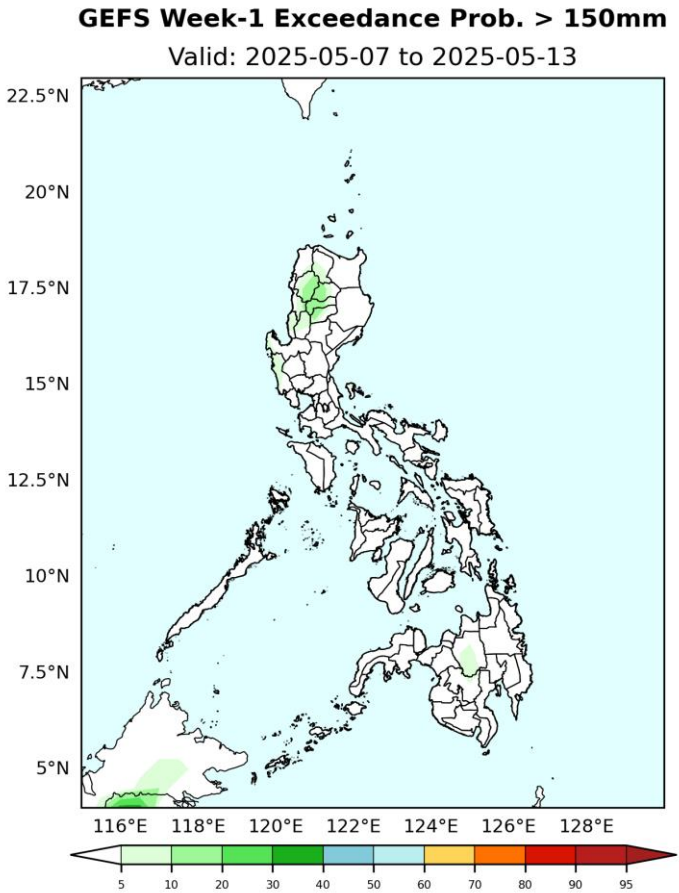 GEFS Week-1 Exceedance Prob. > 150mm
Valid: 2025-05-07 to 2025-05-13
22.5°N
20°N
17.5°N
15°N
12.5°N
10°N
7.5°N
5°N
116°E 118°E 120°E 122°E 124°E 126°E 128°E
5 10 20 30 40 50 60 70 80 90 95